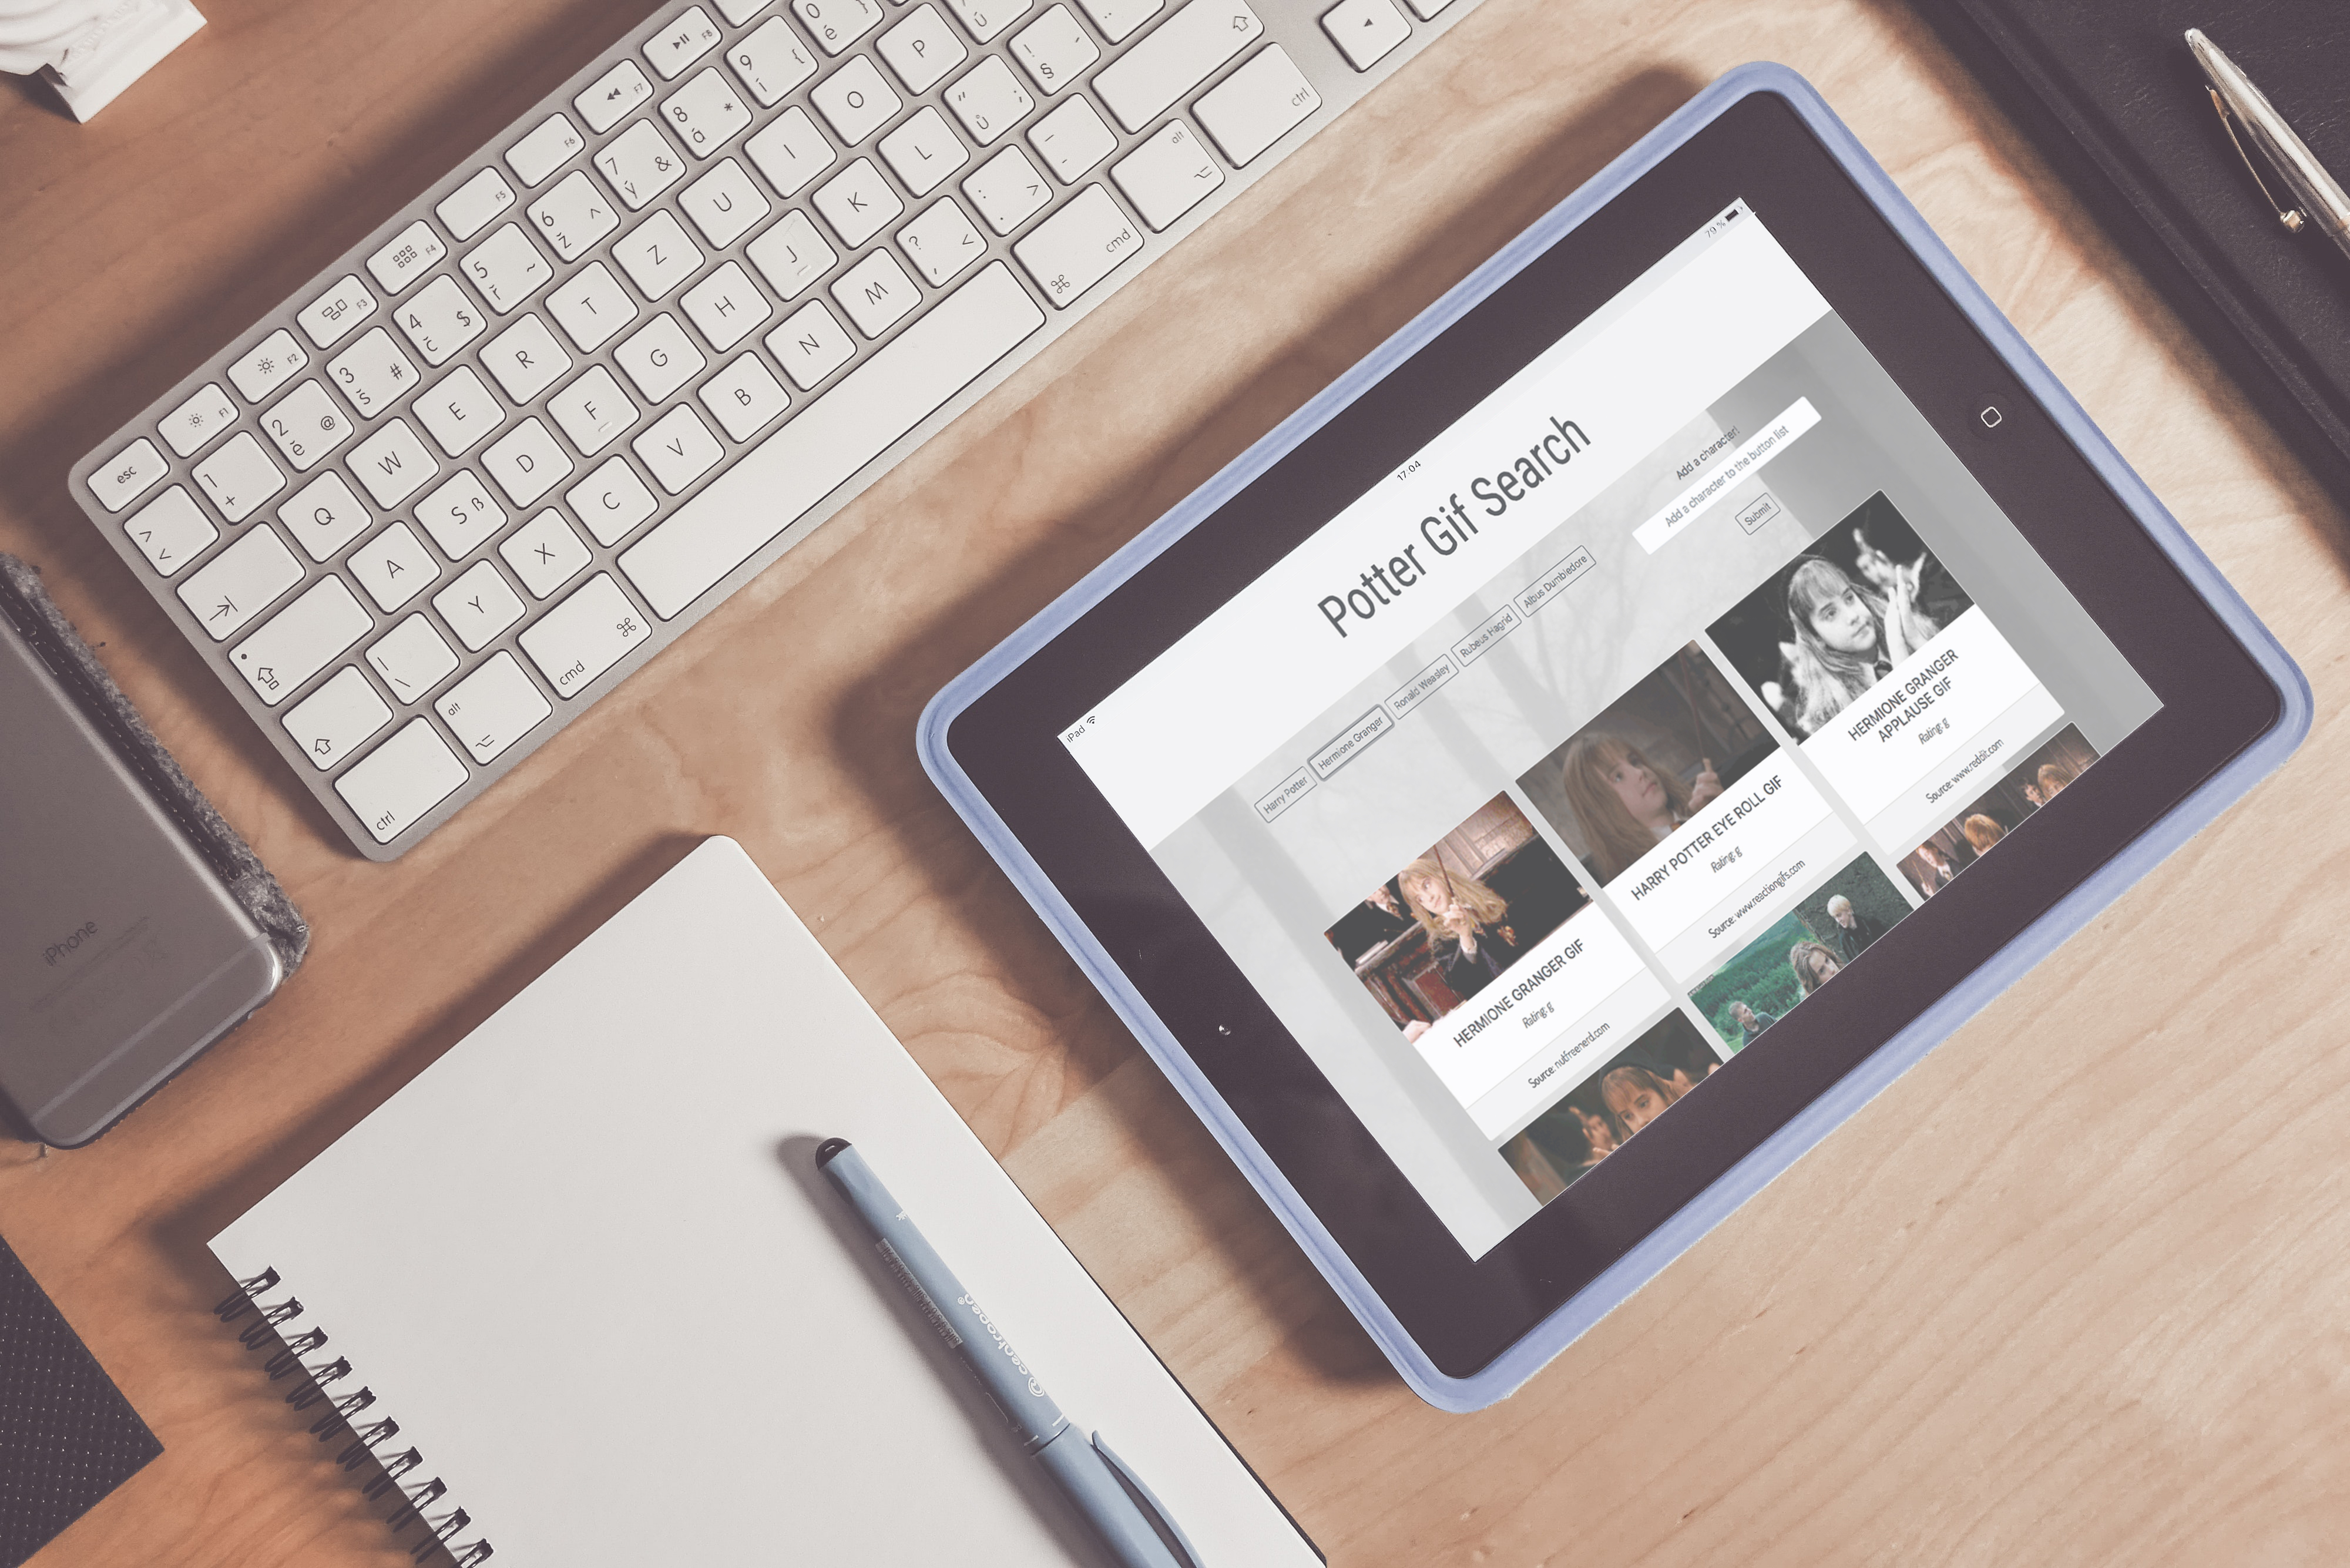 esc
F1
F2
F3
F4
F5
F6
F7
F8
> <
1 +
2 @ ě
3 # š
4 $ č
5 ~ ř
6 ^ ž
7 & ý
8 * á
9 { í
0 } é
Q W E R T Z U I O P
ú
A S ß D F G H J K L
" ; ů
! ' §
| \
Y X C V B N M
? < ,
: > .
_ -
ctrl
alt
cmd
cmd
alt
ctrl
iPhone
iPad
17:04
79 %
Potter Gif Search
Harry Potter
Hermione Granger
Ronald Weasley
Rubeus Hagrid
Albus Dumbledore
Add a character!
Add a character to the button list
Submit
HERMIONE GRANGER GIF
Rating: g
Source: nutfreenerd.com
HARRY POTTER EYE ROLL GIF
Rating: g
Source: www.reactiongifs.com
HERMIONE GRANGER
APPLAUSE GIF
Rating: g
Source: www.reddit.com
@centropen®